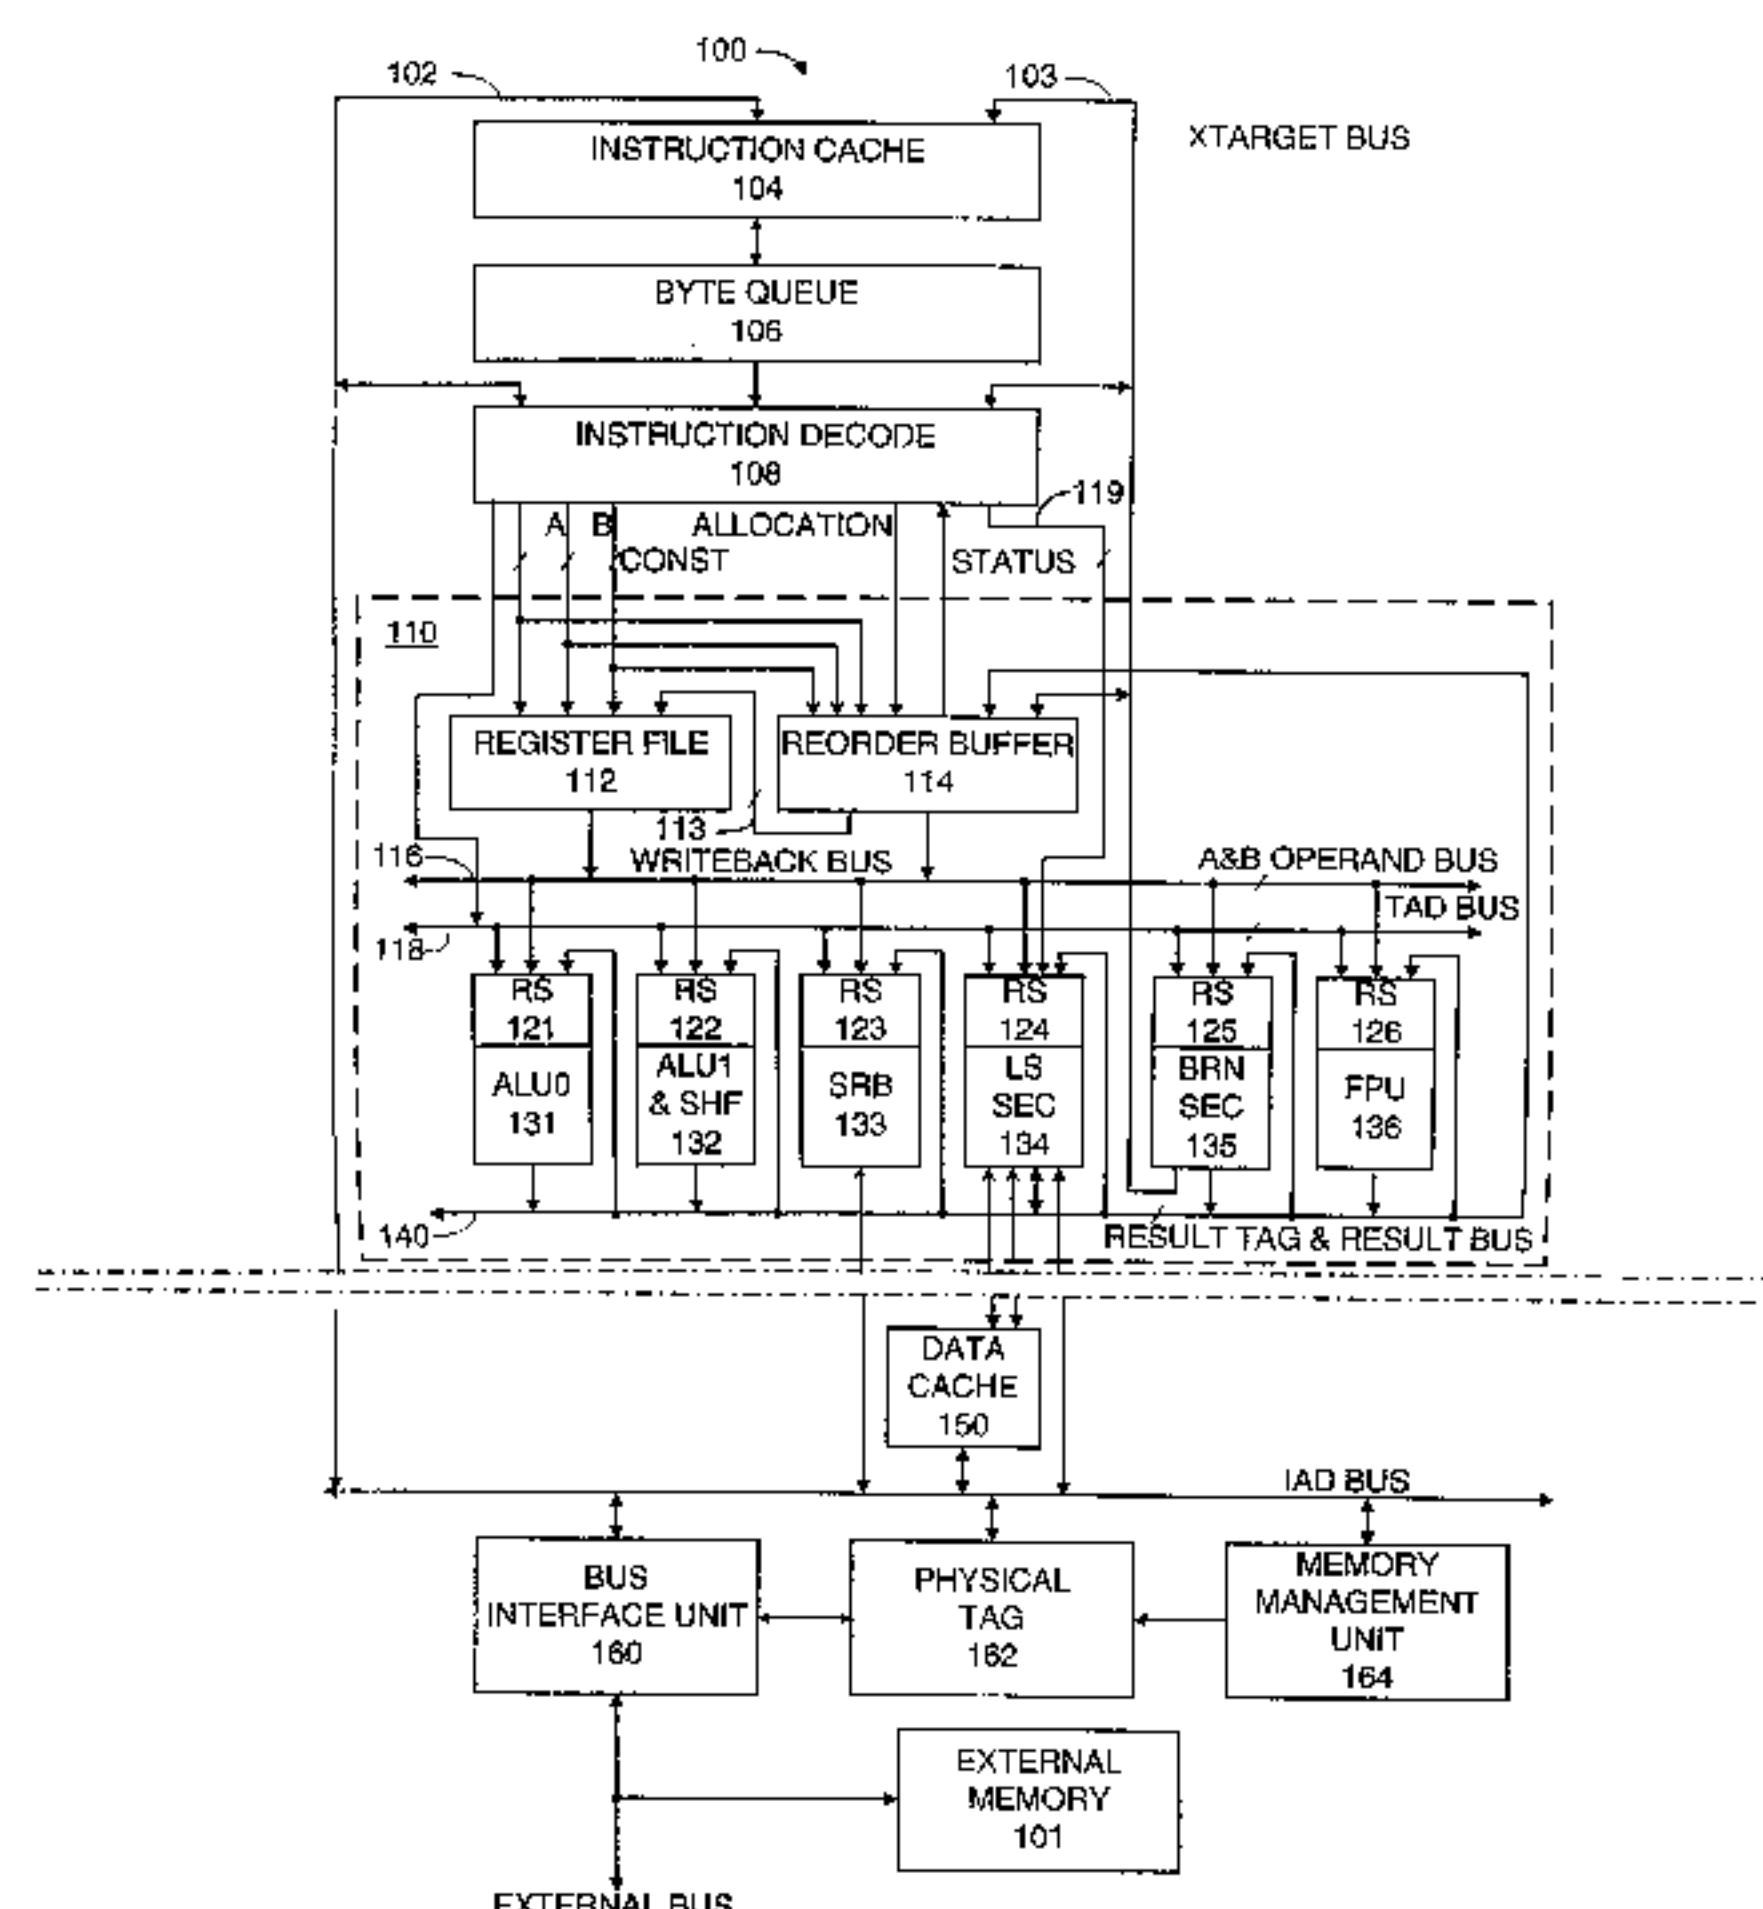 100
102
103
XTARGET BUS
INSTRUCTION CACHE
104
BYTE QUEUE
106
INSTRUCTION DECODE
108
119
A B ALLOCATION
CONST STATUS
110
REGISTER FILE
112
REORDER BUFFER
114
113
116 WRITEBACK BUS A&B OPERAND BUS
TAD BUS
118
RS
121
ALU0
131
RS
122
ALU1
& SHF
132
RS
123
SRB
133
RS
124
LS
SEC
134
RS
125
BRN
SEC
135
RS
126
FPU
136
140
RESULT TAG & RESULT BUS
DATA
CACHE
150
IAD BUS
BUS
INTERFACE UNIT
160
PHYSICAL
TAG
162
MEMORY
MANAGEMENT
UNIT
164
EXTERNAL
MEMORY
101
EXTERNAL BUS